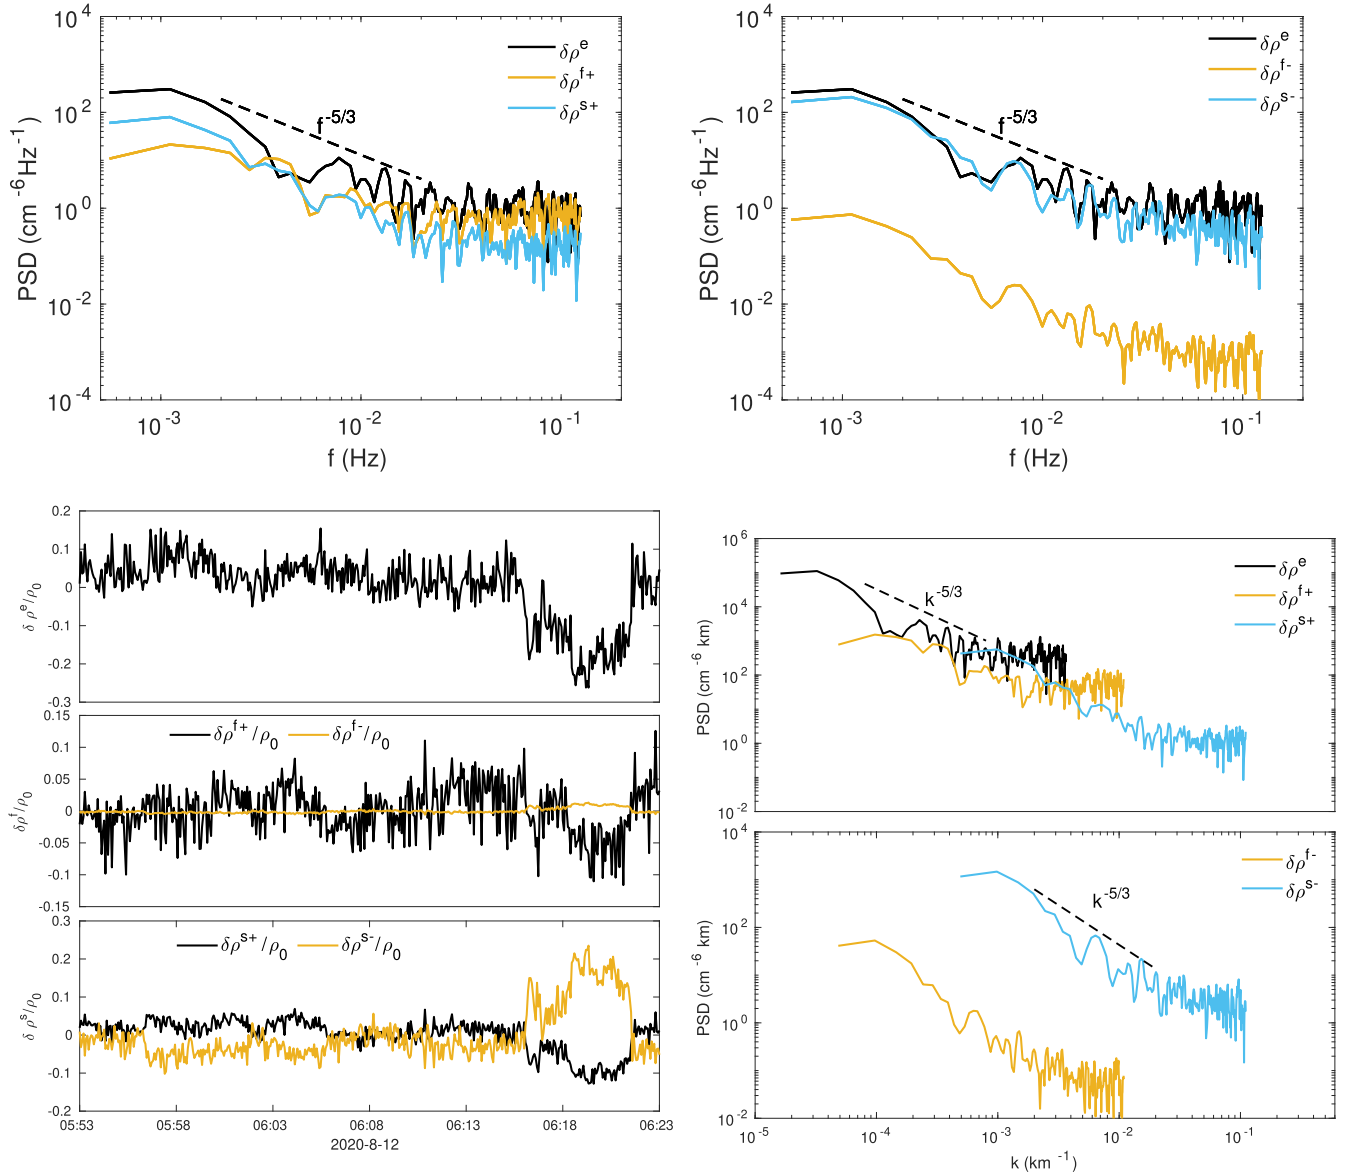 δρ^e
δρ^f+
δρ^s+
f^-5/3
PSD (cm^-6Hz^-1)
10^4
10^2
10^0
10^-2
10^-4
10^-3
10^-2
10^-1
f (Hz)
δρ^e
δρ^f-
δρ^s-
f^-5/3
PSD (cm^-6Hz^-1)
10^4
10^2
10^0
10^-2
10^-4
10^-3
10^-2
10^-1
f (Hz)
δ ρ^e/ρ_0
0.2
0.1
0
-0.1
-0.2
-0.3
δρ^f+/ρ_0
δρ^f-/ρ_0
δρ^f/ρ_0
0.15
0.1
0.05
0
-0.05
-0.1
-0.15
δρ^s+/ρ_0
δρ^s-/ρ_0
δ ρ^s/ρ_0
0.3
0.2
0.1
0
-0.1
-0.2
05:53
05:58
06:03
06:08
06:13
06:18
06:23
2020-8-12
δρ^e
δρ^f+
δρ^s+
k^-5/3
PSD (cm^-6 km)
10^6
10^4
10^2
10^0
10^-2
δρ^f-
δρ^s-
k^-5/3
PSD (cm^-6 km)
10^4
10^2
10^0
10^-2
10^-5
10^-4
10^-3
10^-2
10^-1
k (km^-1)